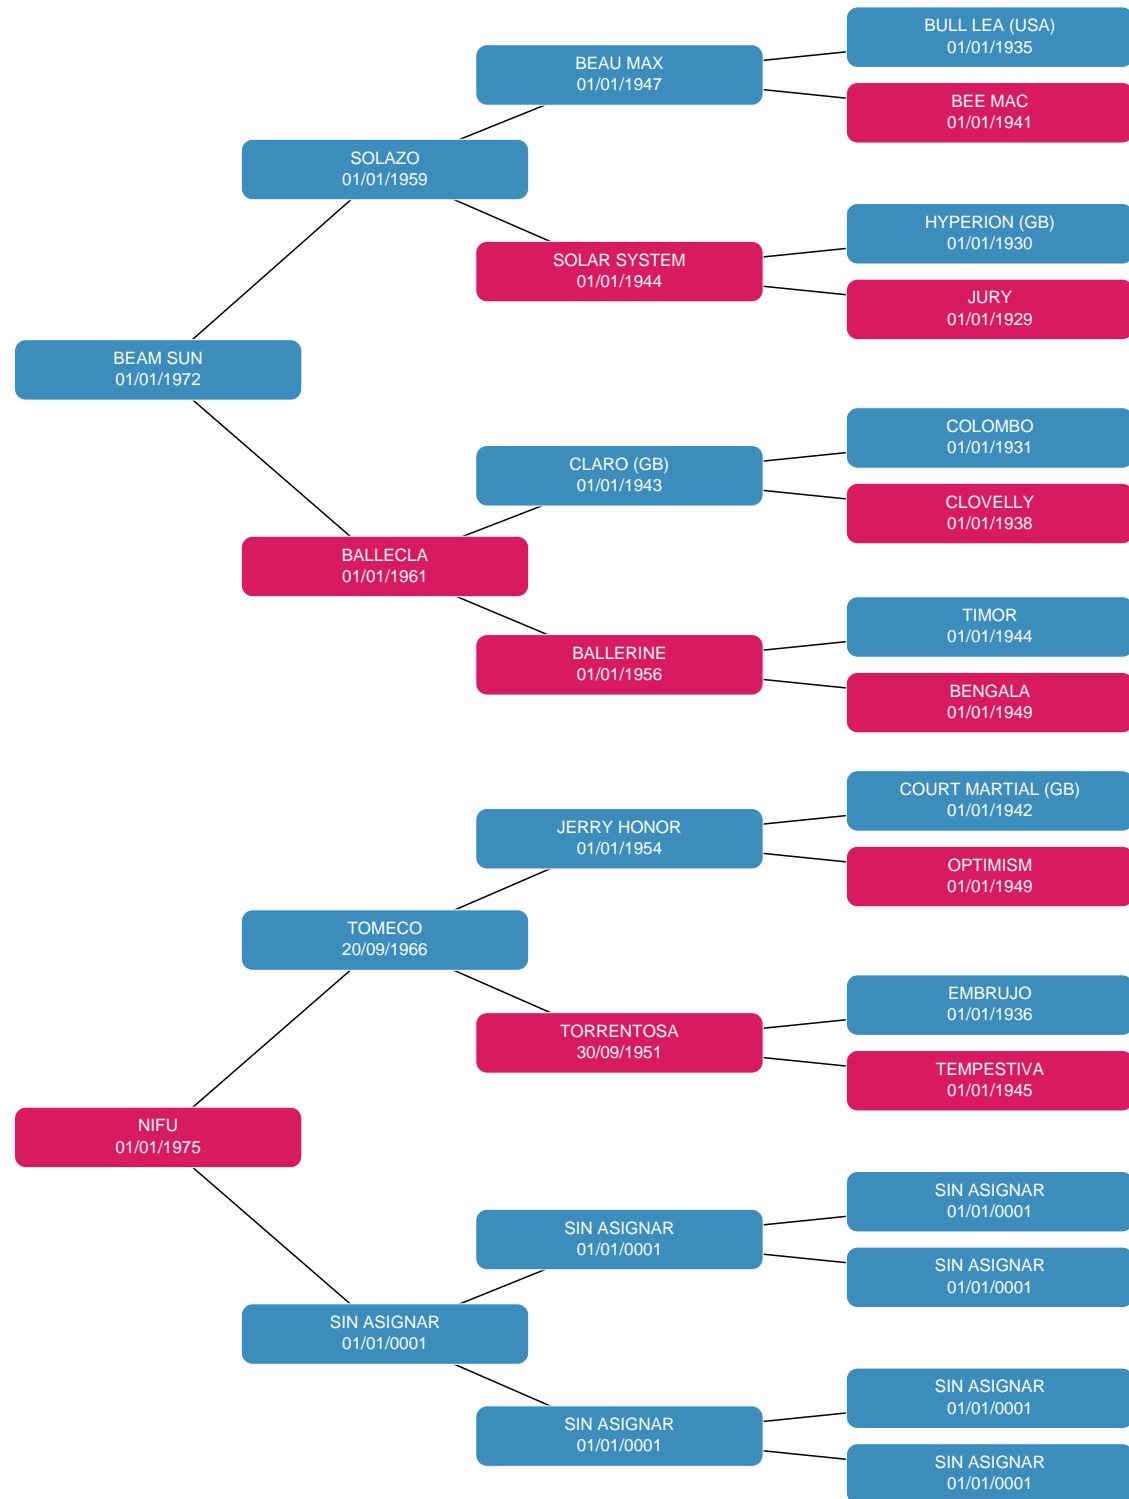 BULL LEA (USA)
01/01/1935
BEAU MAX
01/01/1947
BEE MAC
01/01/1941
SOLAZO
01/01/1959
HYPERION (GB)
01/01/1930
SOLAR SYSTEM
01/01/1944
JURY
01/01/1929
BEAM SUN
01/01/1972
COLOMBO
01/01/1931
CLARO (GB)
01/01/1943
CLOVELLY
01/01/1938
BALLECLA
01/01/1961
TIMOR
01/01/1944
BALLERINE
01/01/1956
BENGALA
01/01/1949
COURT MARTIAL (GB)
01/01/1942
JERRY HONOR
01/01/1954
OPTIMISM
01/01/1949
TOMECO
20/09/1966
EMBRUJO
01/01/1936
TORRENTOSA
30/09/1951
TEMPESTIVA
01/01/1945
NIFU
01/01/1975
SIN ASIGNAR
01/01/0001
SIN ASIGNAR
01/01/0001
SIN ASIGNAR
01/01/0001
SIN ASIGNAR
01/01/0001
SIN ASIGNAR
01/01/0001
SIN ASIGNAR
01/01/0001
SIN ASIGNAR
01/01/0001